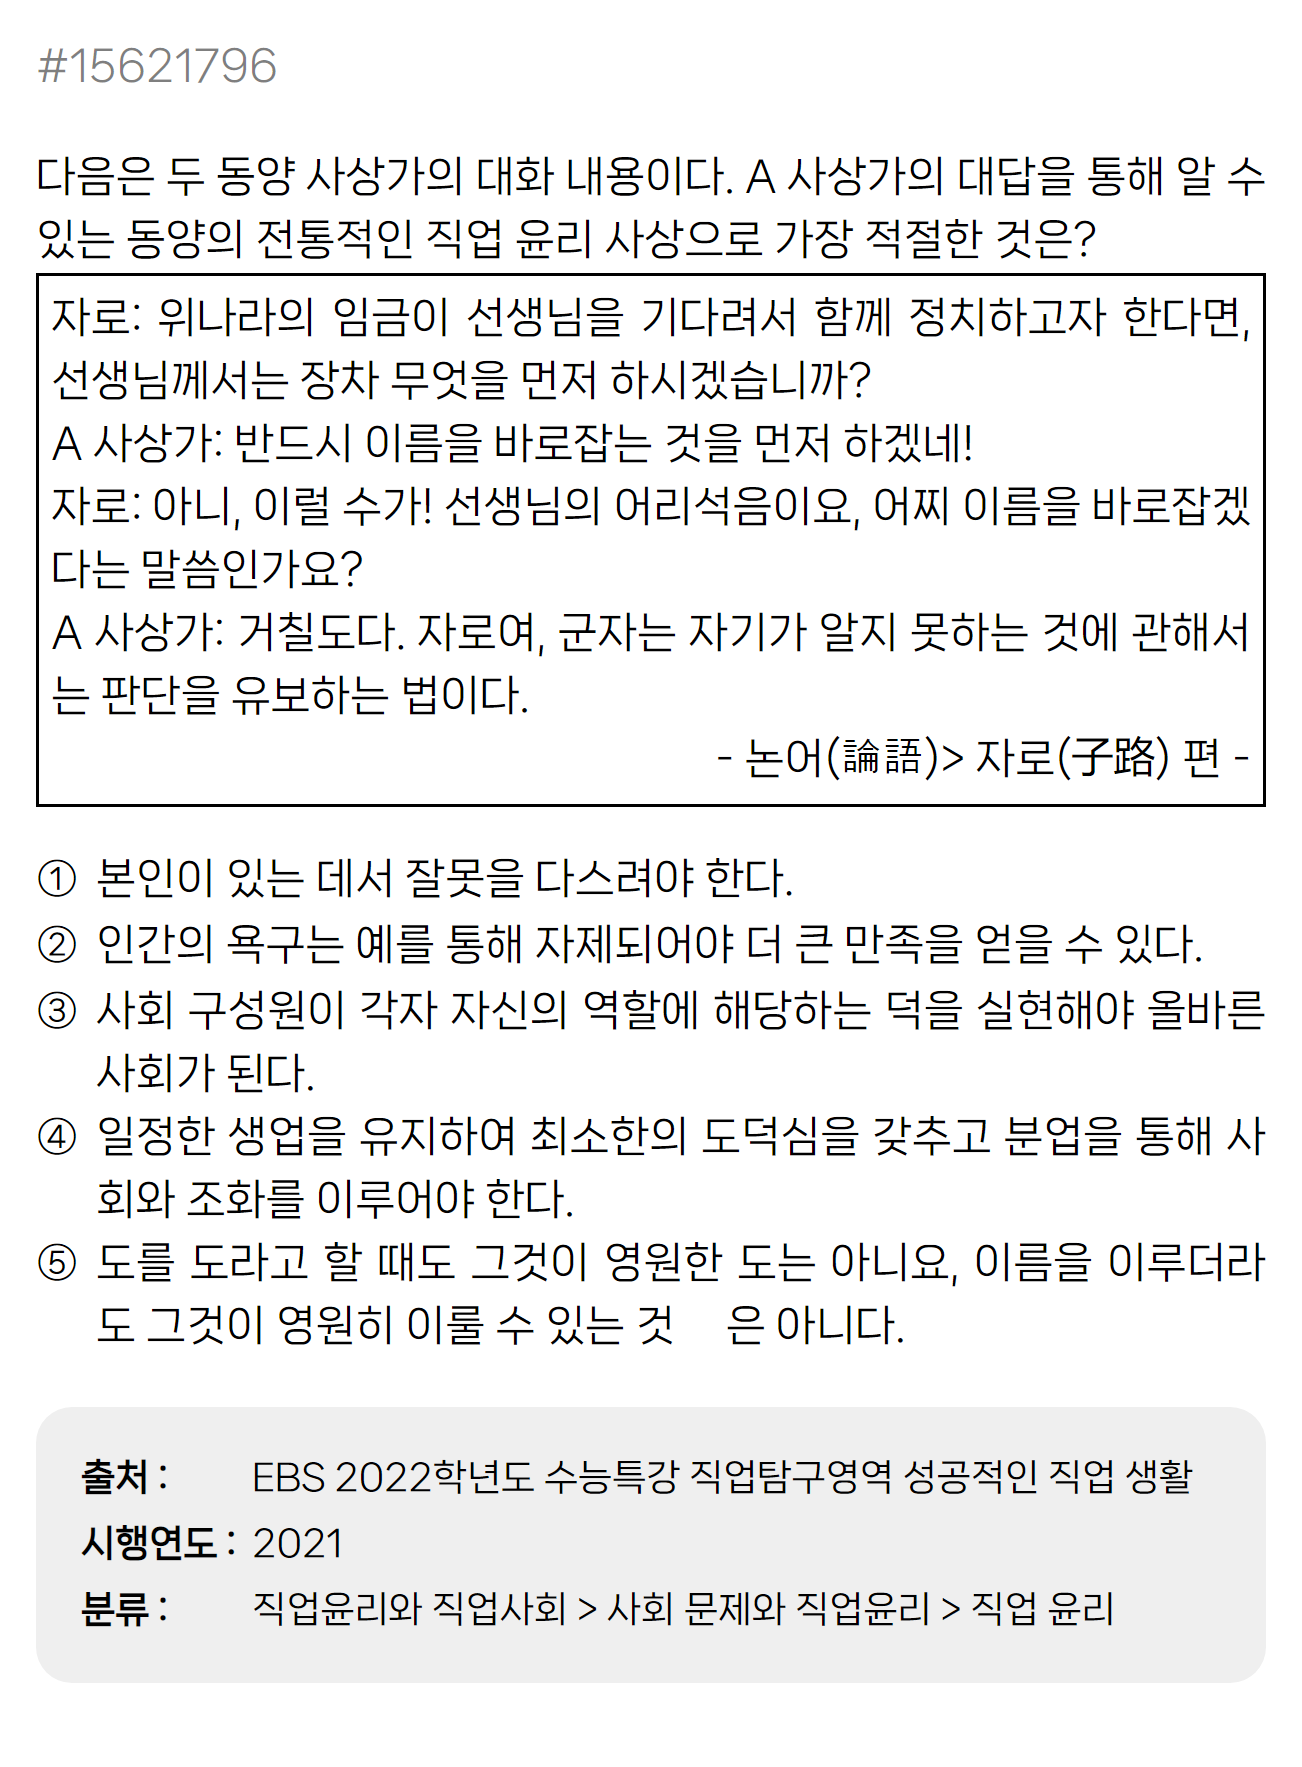 #15621796
다음은 두 동양 사상가의 대화 내용이다. A 사상가의 대답을 통해 알 수
있는 동양의 전통적인 직업 윤리 사상으로 가장 적절한 것은?
자로: 위나라의 임금이 선생님을 기다려서 함께 정치하고자 한다면,
선생님께서는 장차 무엇을 먼저 하시겠습니까?
A 사상가: 반드시 이름을 바로잡는 것을 먼저 하겠네!
자로: 아니, 이럴 수가! 선생님의 어리석음이요, 어찌 이름을 바로잡겠
다는 말씀인가요?
A 사상가: 거칠도다. 자로여, 군자는 자기가 알지 못하는 것에 관해서
는 판단을 유보하는 법이다.
- 논어(論語)> 자로(子路) 편 -
① 본인이 있는 데서 잘못을 다스려야 한다.
② 인간의 욕구는 예를 통해 자제되어야 더 큰 만족을 얻을 수 있다.
③ 사회 구성원이 각자 자신의 역할에 해당하는 덕을 실현해야 올바른
사회가 된다.
④ 일정한 생업을 유지하여 최소한의 도덕심을 갖추고 분업을 통해 사
회와 조화를 이루어야 한다.
⑤ 도를 도라고 할 때도 그것이 영원한 도는 아니요, 이름을 이루더라
도 그것이 영원히 이룰 수 있는 것 은 아니다.
출처 : EBS 2022학년도 수능특강 직업탐구영역 성공적인 직업 생활
시행연도 : 2021
분류 : 직업윤리와 직업사회 > 사회 문제와 직업윤리 > 직업 윤리